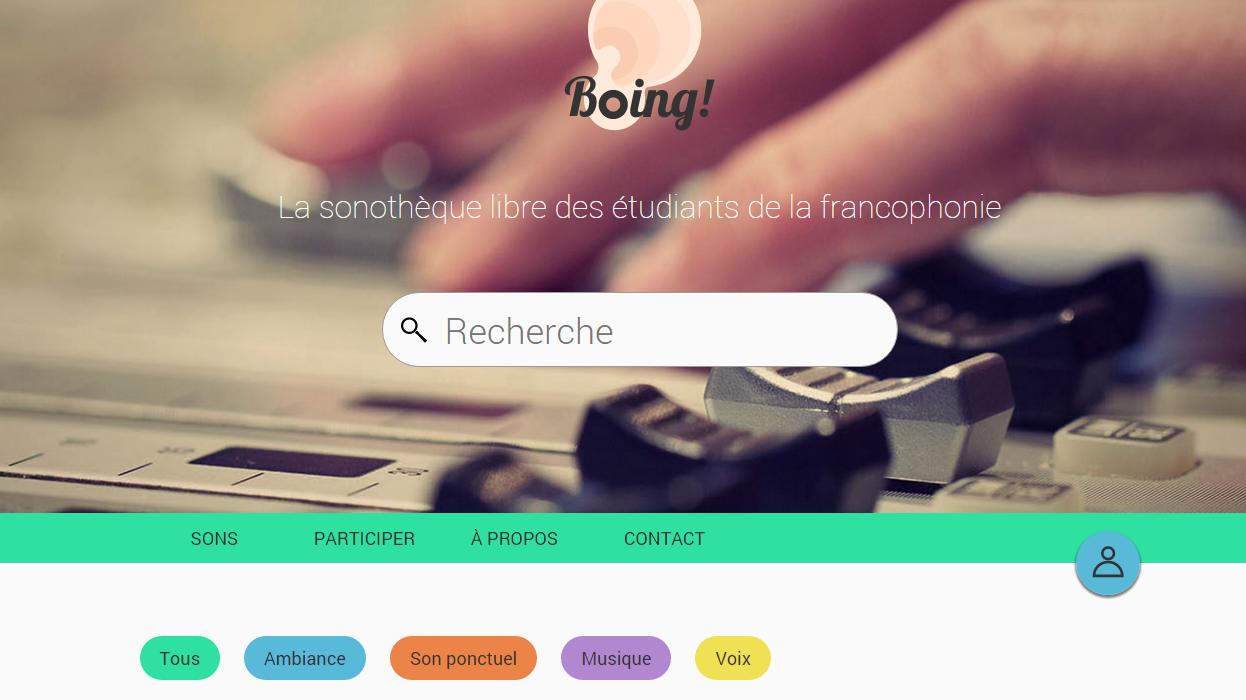 Boing!
La sonothèque libre des étudiants de la francophonie
Recherche
SONS PARTICIPER À PROPOS CONTACT
Tous Ambiance Son ponctuel Musique Voix